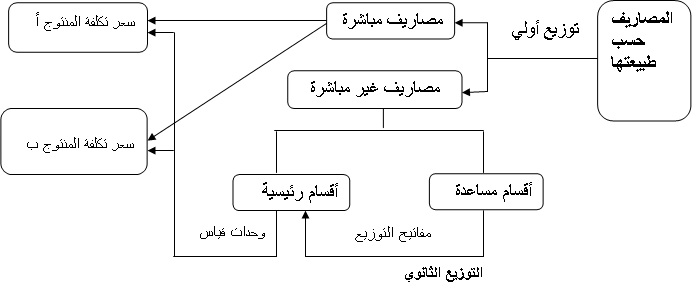 المصاريف
حسب
طبيعتها
توزيع أولي
مصاريف مباشرة
سعر تكلفة المنتوج أ
مصاريف غير مباشرة
سعر تكلفة المنتوج ب
أقسام مساعدة
أقسام رئيسية
مفاتيح التوزيع
وحدات قياس
التوزيع الثانوي